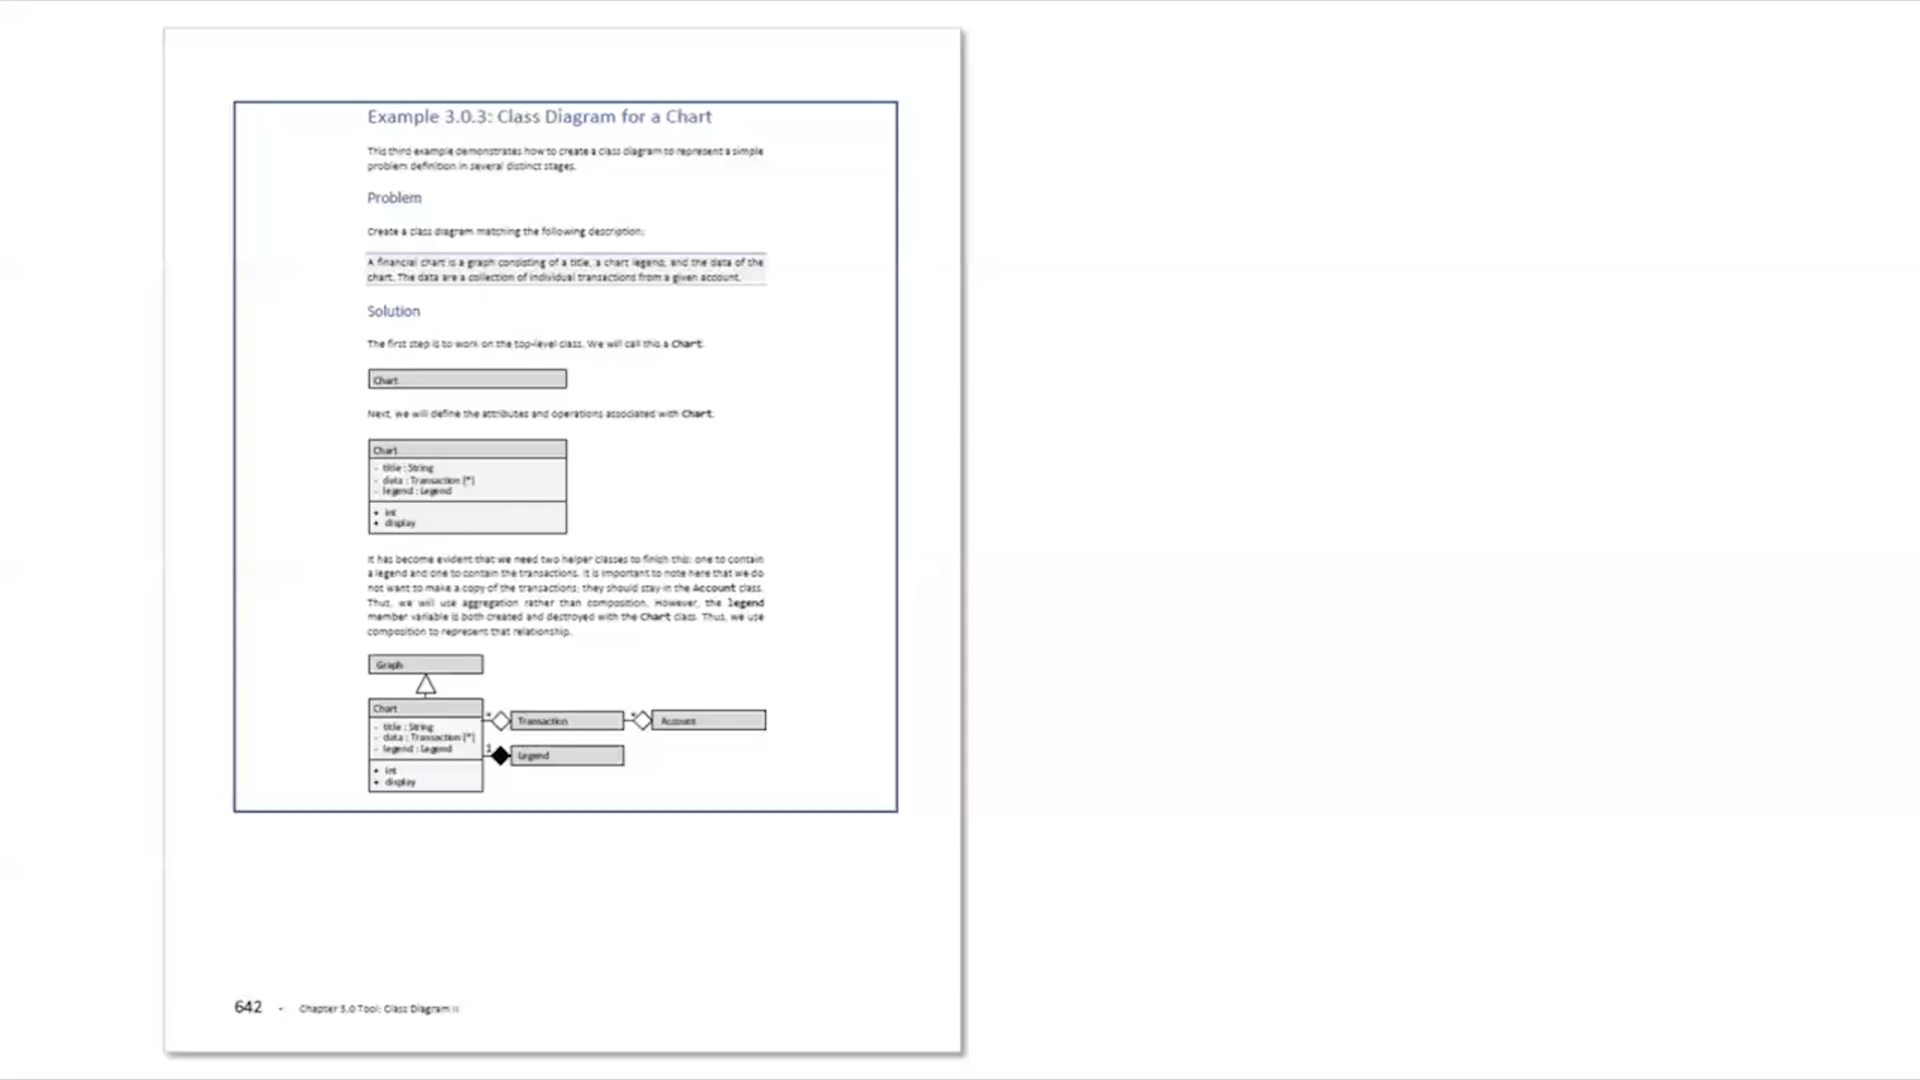 Example 3.0.3: Class Diagram for a Chart
This third example demonstrates how to create a class diagram to represent a simple
problem definition in several distinct stages.
Problem
Create a class diagram matching the following description:
A financial chart is a graph consisting of a title, a chart legend, and the data of the
chart. The data are a collection of individual transactions from a given account.
Solution
The first step is to work on the top-level class. We will call this a Chart:
Chart
Next, we will define the attributes and operations associated with Chart.
Chart
- title : String
- data : Transaction [*]
- legend : Legend
+ int
+ display
It has become evident that we need two helper classes to finish this: one to contain
a legend and one to contain the transactions. It is important to note here that we do
not want to make a copy of the transactions; they should stay in the Account class.
Thus, we will use aggregation rather than composition. However, the legend
member variable is both created and destroyed with the Chart class. Thus, we use
composition to represent that relationship.
Graph
Chart
- title : String
- data : Transaction [*]
- legend : Legend
+ int
+ display
* Transaction * Account
1 Legend
642 - Chapter 3.0 Tool: Class Diagram II